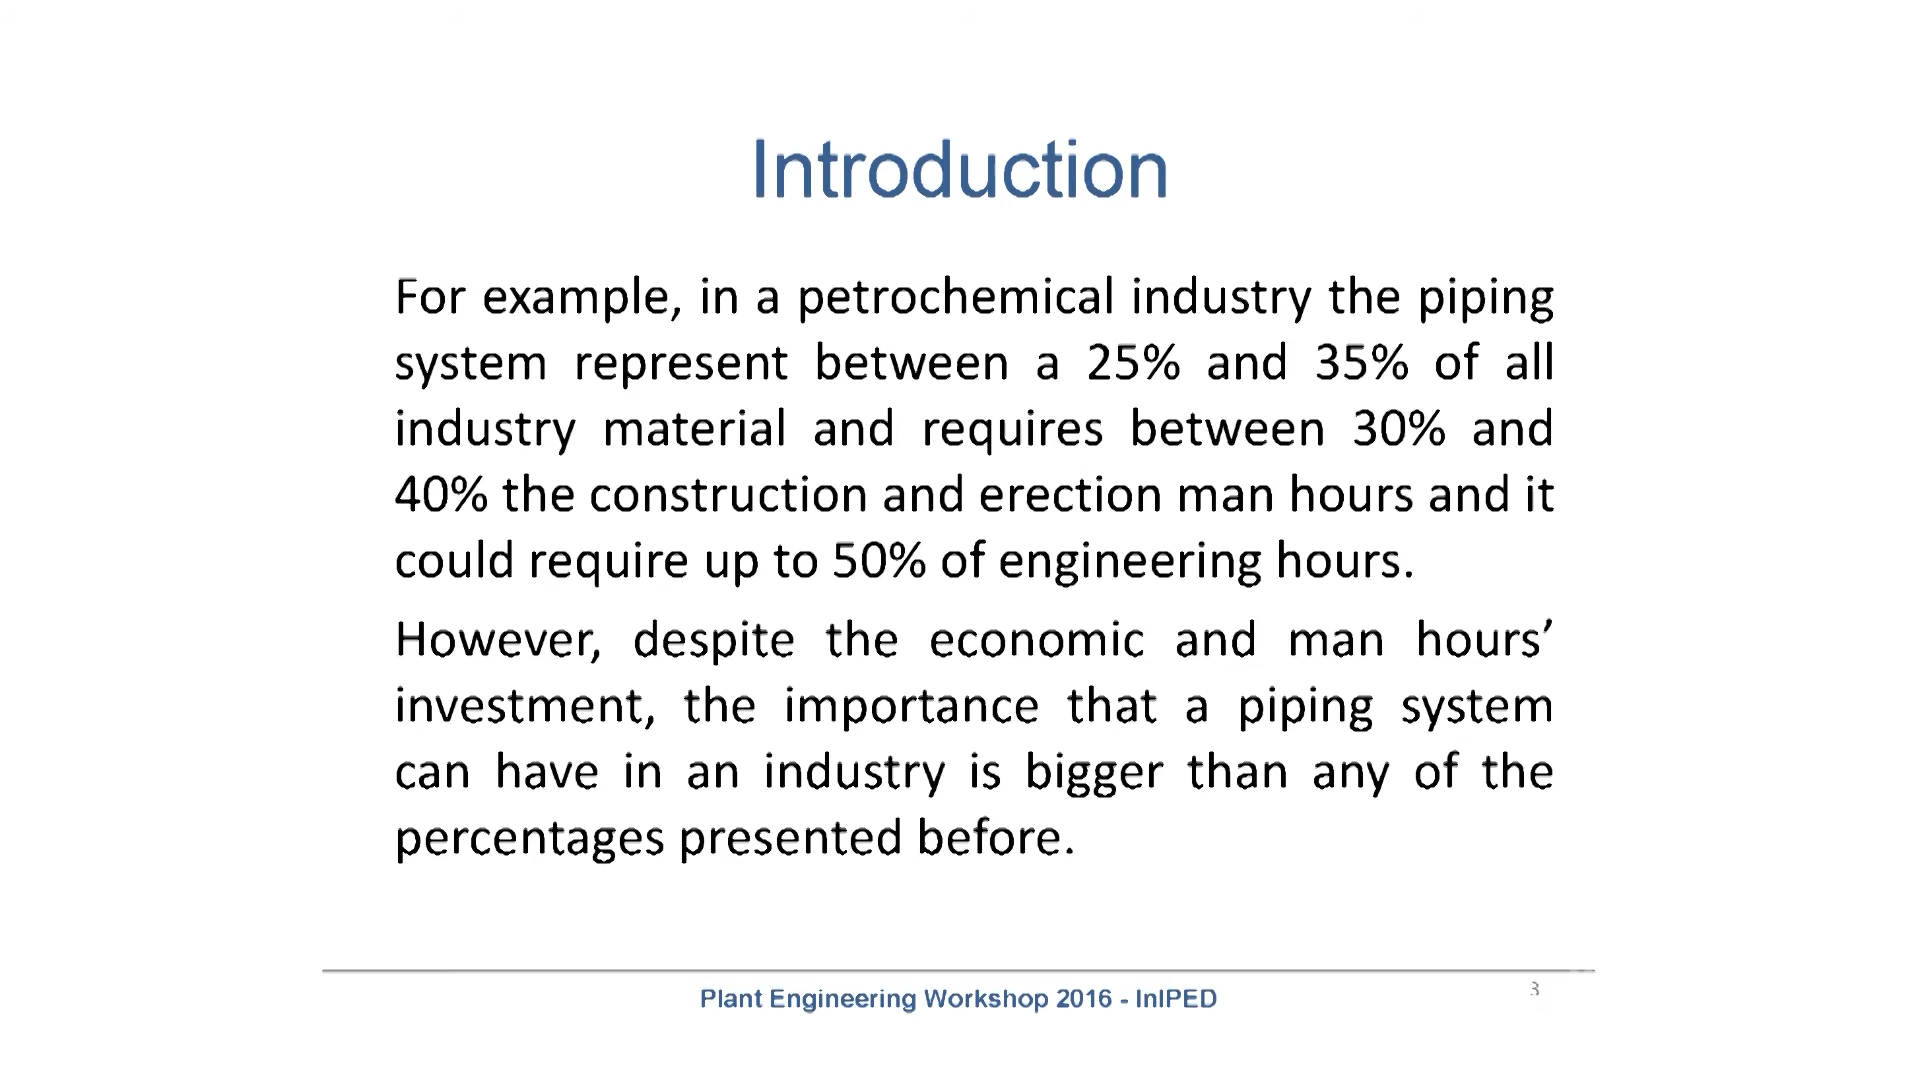 Introduction
For example, in a petrochemical industry the piping
system represent between a 25% and 35% of all
industry material and requires between 30% and
40% the construction and erection man hours and it
could require up to 50% of engineering hours.
However, despite the economic and man hours’
investment, the importance that a piping system
can have in an industry is bigger than any of the
percentages presented before.
Plant Engineering Workshop 2016 - InIPED
3